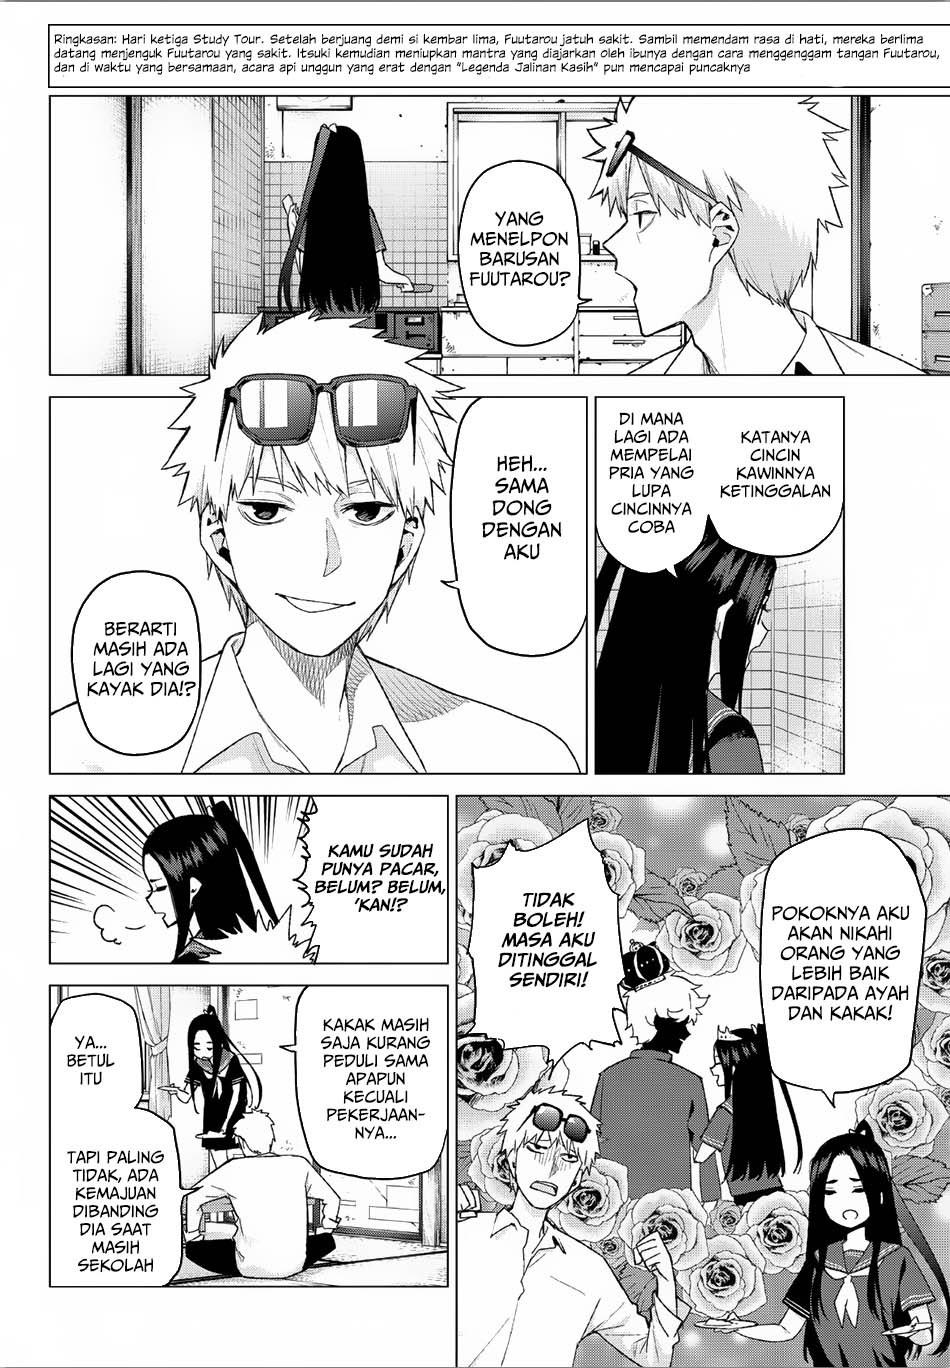 Ringkasan: Hari ketiga Study Tour. Setelah berjuang demi si kembar lima, Fuutarou jatuh sakit. Sambil memendam rasa di hati, mereka berlima
datang menjenguk Fuutarou yang sakit. Itsuki kemudian meniupkan mantra yang diajarkan oleh ibunya dengan cara menggenggam tangan Fuutarou,
dan di waktu yang bersamaan, acara api unggun yang erat dengan "Legenda Jalinan Kasih" pun mencapai puncaknya
YANG
MENELPON
BARUSAN
FUUTAROU?
KATANYA
CINCIN
KAWINNYA
KETINGGALAN
DI MANA
LAGI ADA
MEMPELAI
PRIA YANG
LUPA
CINCINNYA
COBA
HEH...
SAMA
DONG
DENGAN
AKU
BERARTI
MASIH ADA
LAGI YANG
KAYAK DIA!?
POKOKNYA AKU
AKAN NIKAHI
ORANG YANG
LEBIH BAIK
DARIPADA AYAH
DAN KAKAK!
TIDAK
BOLEH!
MASA AKU
DITINGGAL
SENDIRI!
KAMU SUDAH
PUNYA PACAR,
BELUM? BELUM,
'KAN!?
KAKAK MASIH
SAJA KURANG
PEDULI SAMA
APAPUN
KECUALI
PEKERJAAN-
NYA...
YA...
BETUL
ITU
TAPI PALING
TIDAK, ADA
KEMAJUAN
DIBANDING
DIA SAAT
MASIH
SEKOLAH